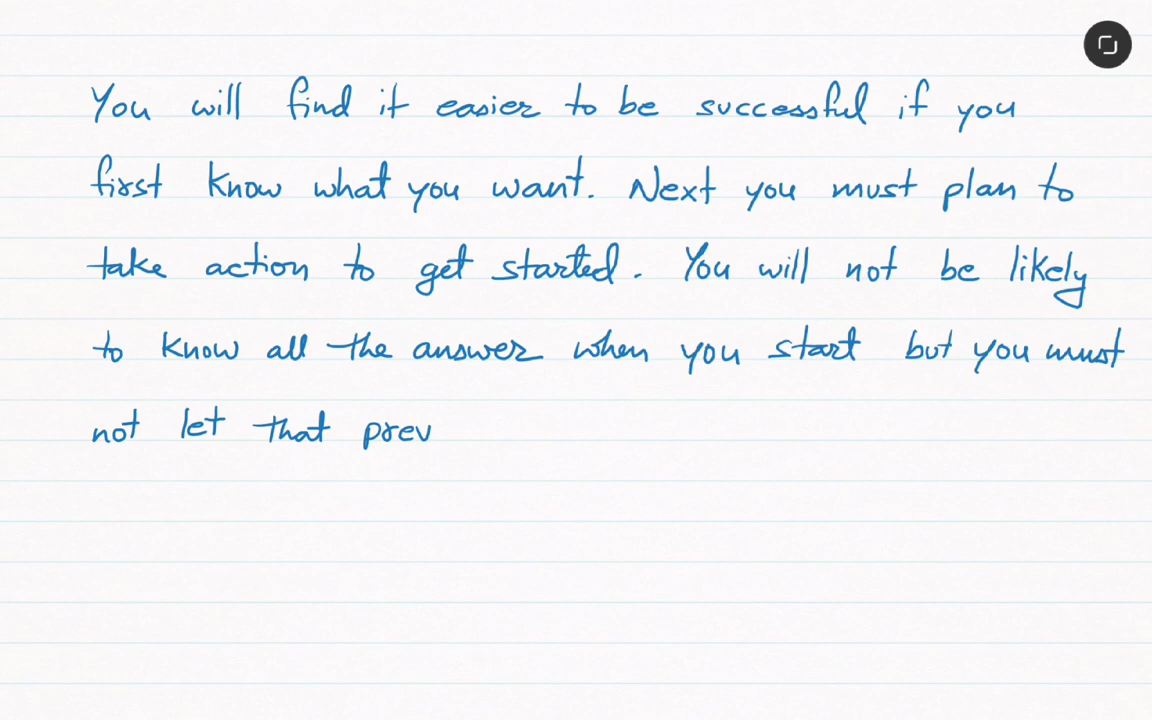 You will find it easier to be successful if you
first know what you want. Next you must plan to
take action to get started. You will not be likely
to know all the answer when you start but you must
not let that prev